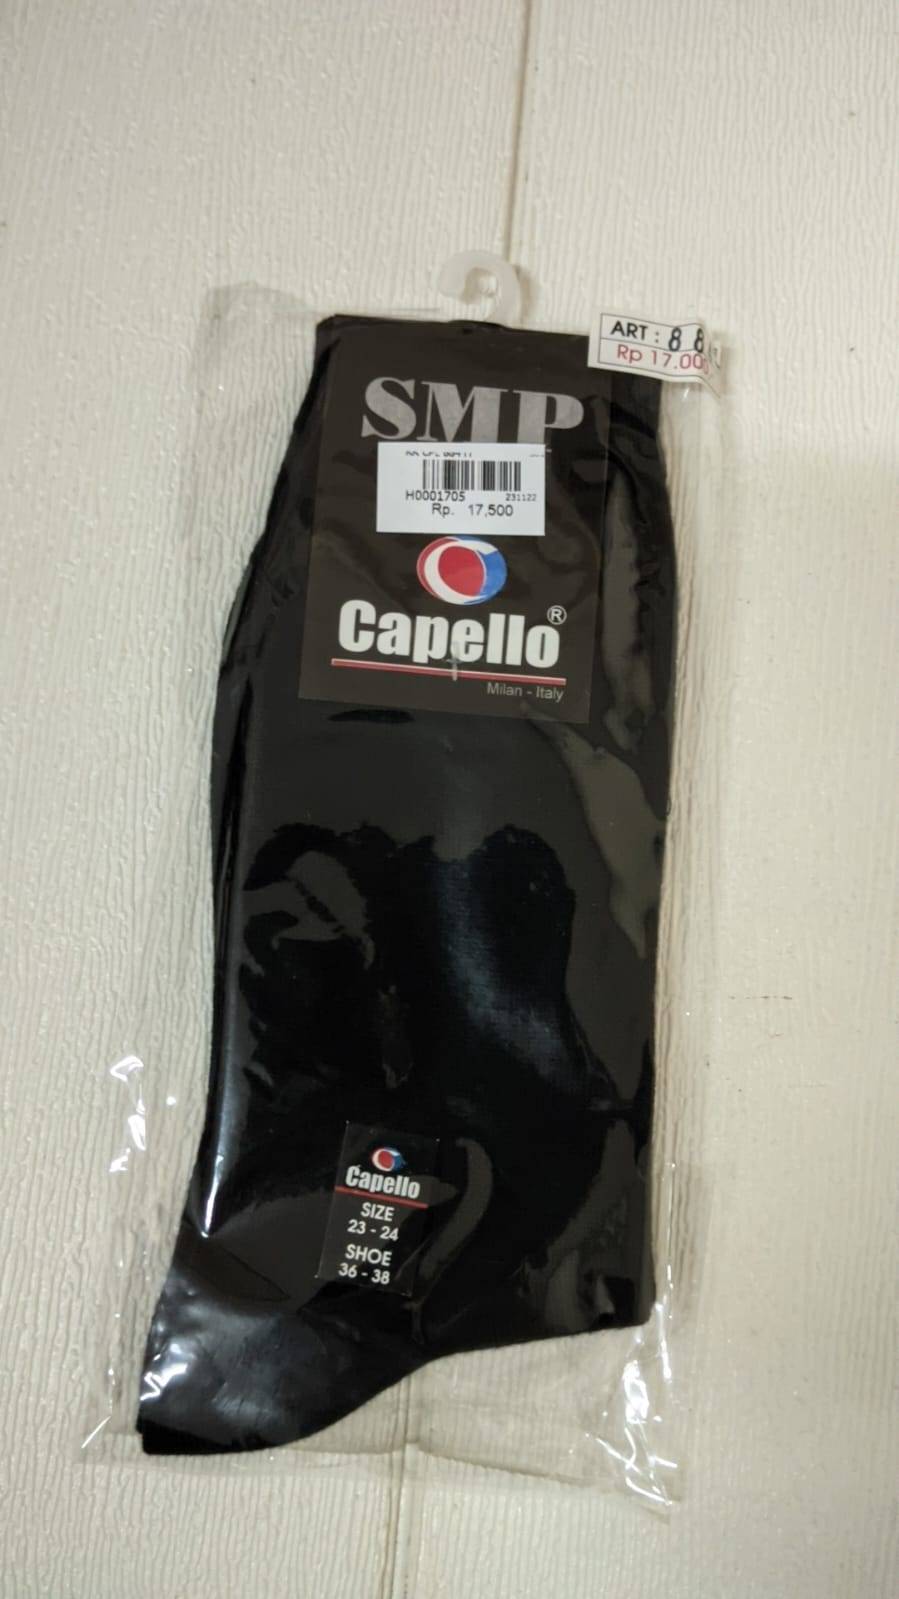 ART : 8 8
Rp 17.000
SMP
H0001705 231122
Rp. 17,500
Capello®
Milan - Italy
Capello
SIZE
23 - 24
SHOE
36 - 38